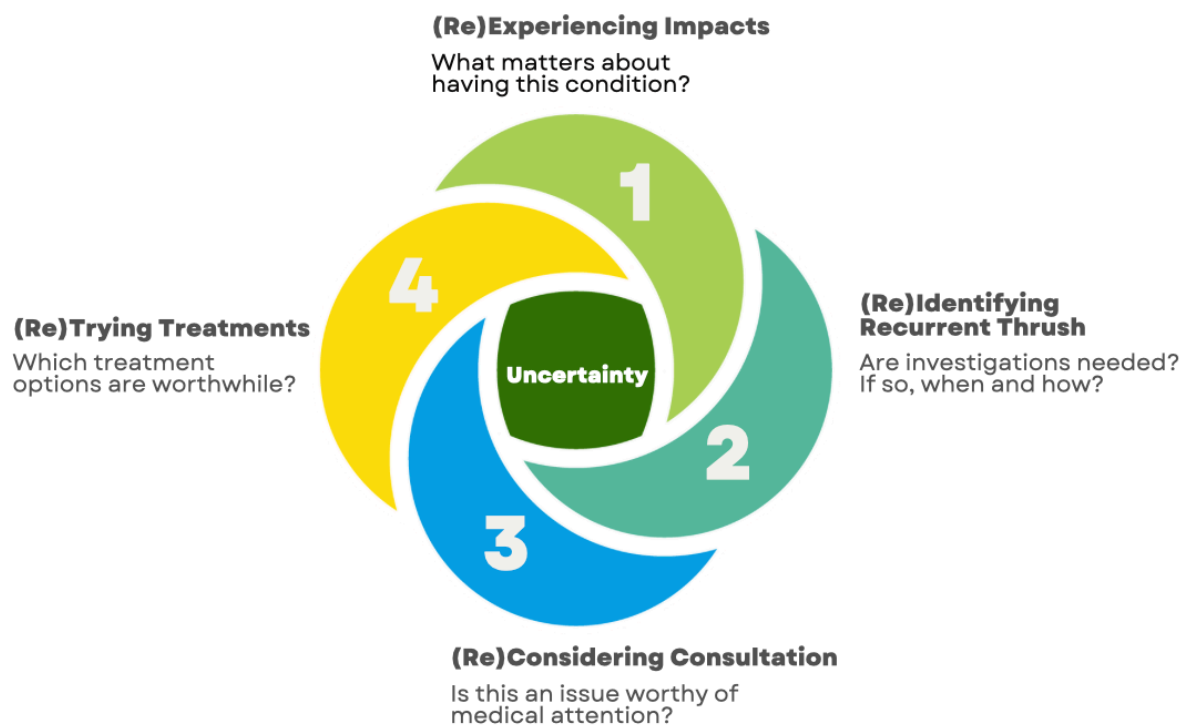 (Re)Experiencing Impacts
What matters about
having this condition?
1
4
(Re)Identifying
Recurrent Thrush
Are investigations needed?
If so, when and how?
(Re)Trying Treatments
Which treatment
options are worthwhile?
Uncertainty
2
3
(Re)Considering Consultation
Is this an issue worthy of
medical attention?